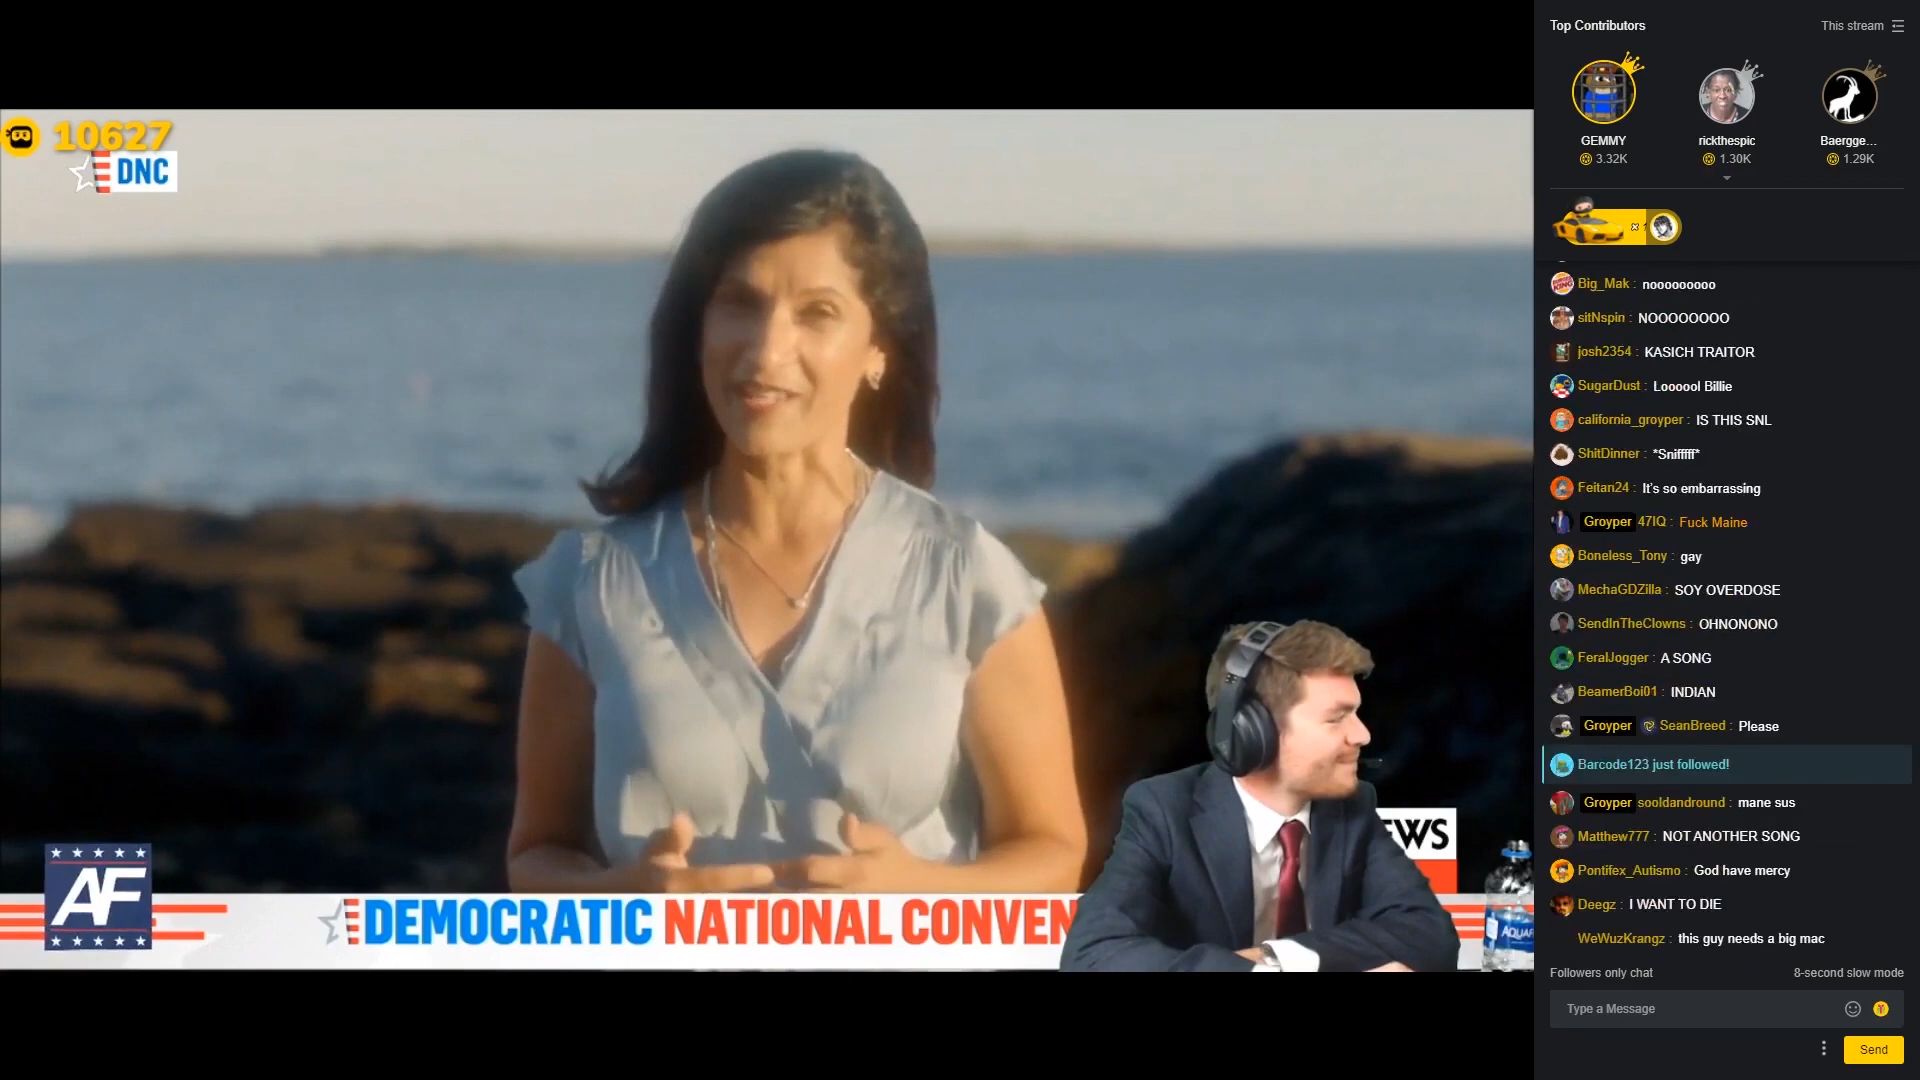 10627
DNC
AF
DEMOCRATIC NATIONAL CONVEN
EWS
AQUAF
Top Contributors
This stream
GEMMY
3.32K
rickthespic
1.30K
Baergge...
1.29K
Big_Mak : nooooooooo
sitNspin : NOOOOOOOO
josh2354 : KASICH TRAITOR
SugarDust : Loooool Billie
california_groyper : IS THIS SNL
ShitDinner : *Sniffffff*
Feitan24 : It's so embarrassing
Groyper 47IQ : Fuck Maine
Boneless_Tony : gay
MechaGDZilla : SOY OVERDOSE
SendInTheClowns : OHNONONO
FeralJogger : A SONG
BeamerBoi01 : INDIAN
Groyper SeanBreed : Please
Barcode123 just followed!
Groyper sooldandround : mane sus
Matthew777 : NOT ANOTHER SONG
Pontifex_Autismo : God have mercy
Deegz : I WANT TO DIE
WeWuzKrangz : this guy needs a big mac
Followers only chat
8-second slow mode
Type a Message
Send